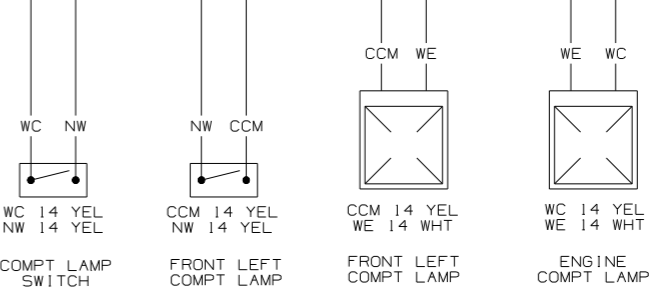 CCM WE
WE WC
WC NW
NW CCM
WC 14 YEL
NW 14 YEL
COMPT LAMP
SWITCH
CCM 14 YEL
NW 14 YEL
FRONT LEFT
COMPT LAMP
CCM 14 YEL
WE 14 WHT
FRONT LEFT
COMPT LAMP
WC 14 YEL
WE 14 WHT
ENGINE
COMPT LAMP